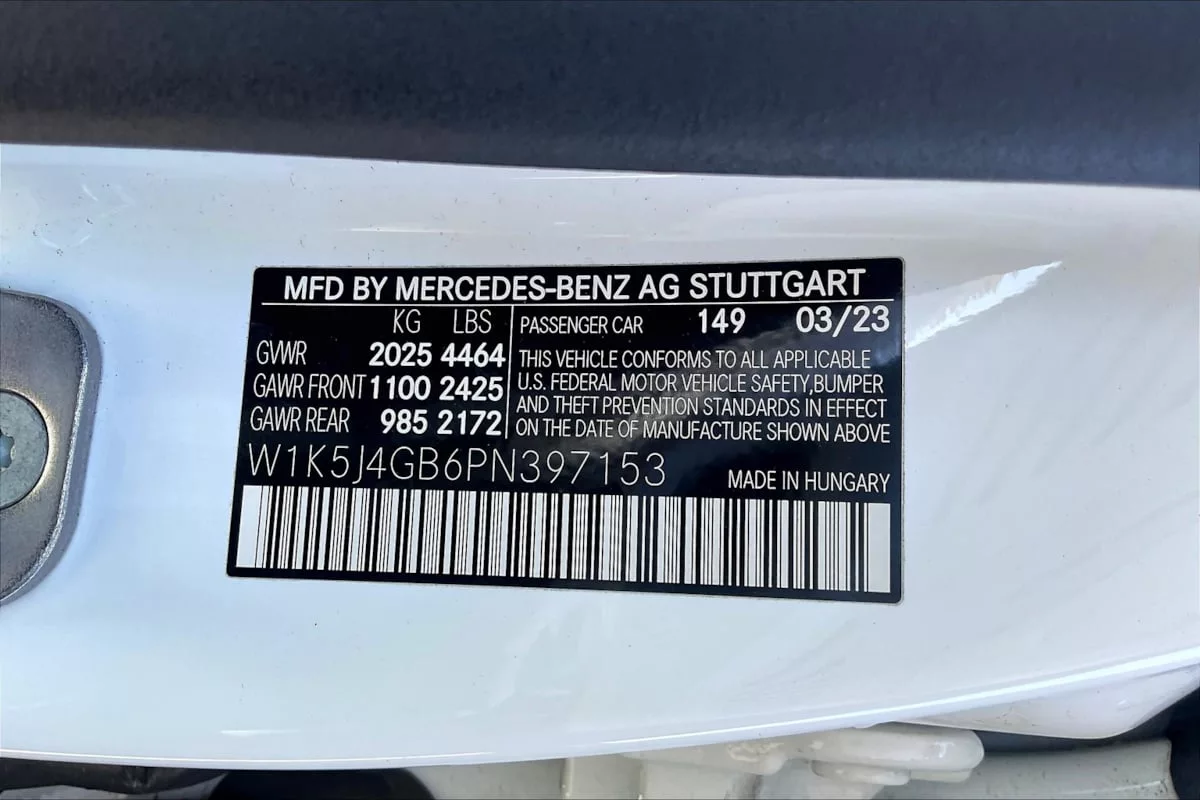 MFD BY MERCEDES-BENZ AG STUTTGART
KG LBS
GVWR 2025 4464
GAWR FRONT 1100 2425
GAWR REAR 985 2172
PASSENGER CAR 149 03/23
THIS VEHICLE CONFORMS TO ALL APPLICABLE
U.S. FEDERAL MOTOR VEHICLE SAFETY, BUMPER
AND THEFT PREVENTION STANDARDS IN EFFECT
ON THE DATE OF MANUFACTURE SHOWN ABOVE
W1K5J4GB6PN397153
MADE IN HUNGARY